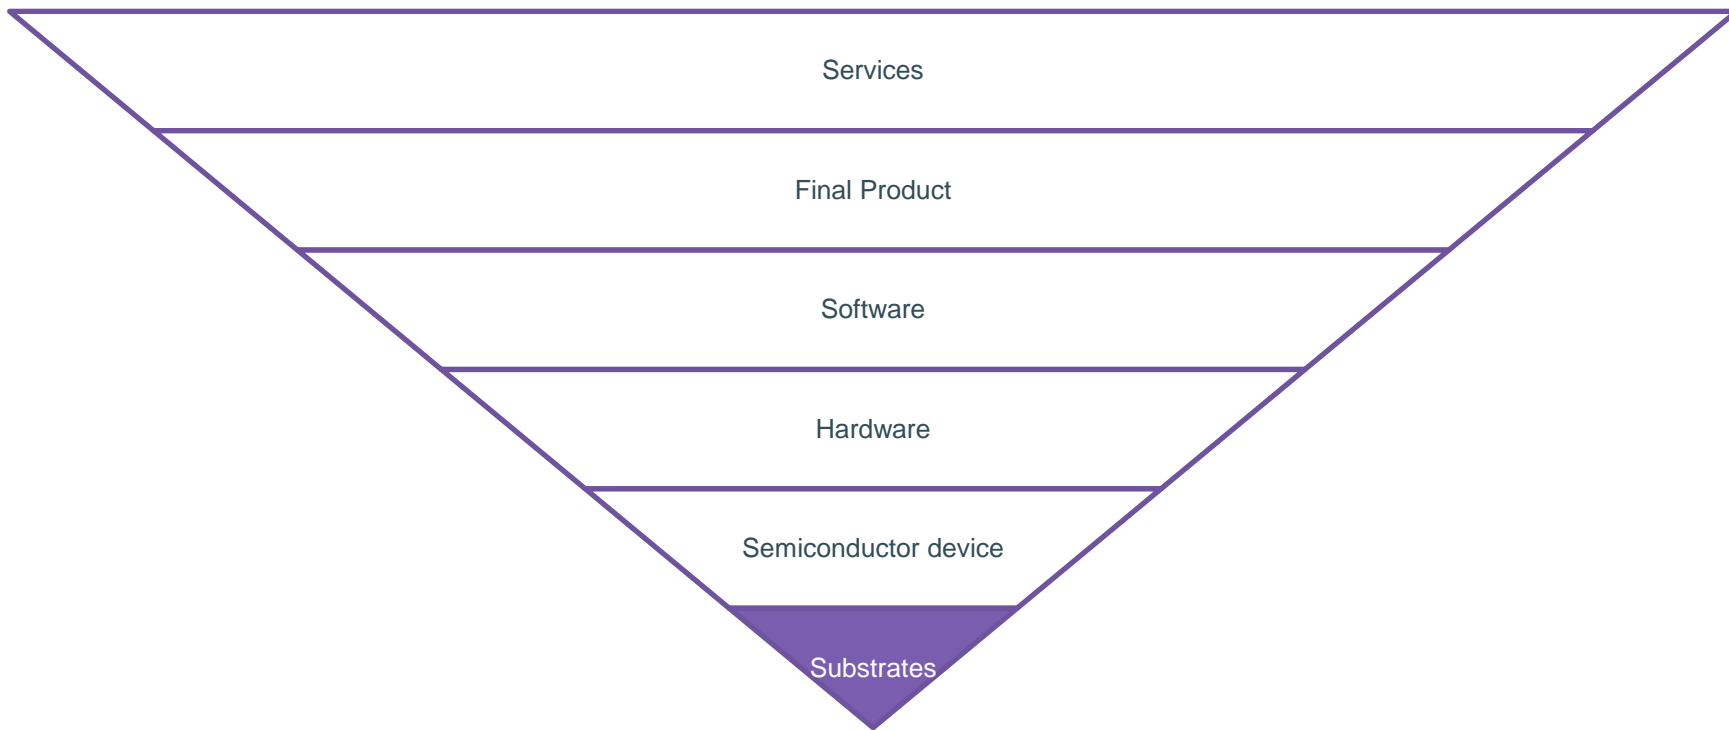 Services
Final Product
Software
Hardware
Semiconductor device
Substrates